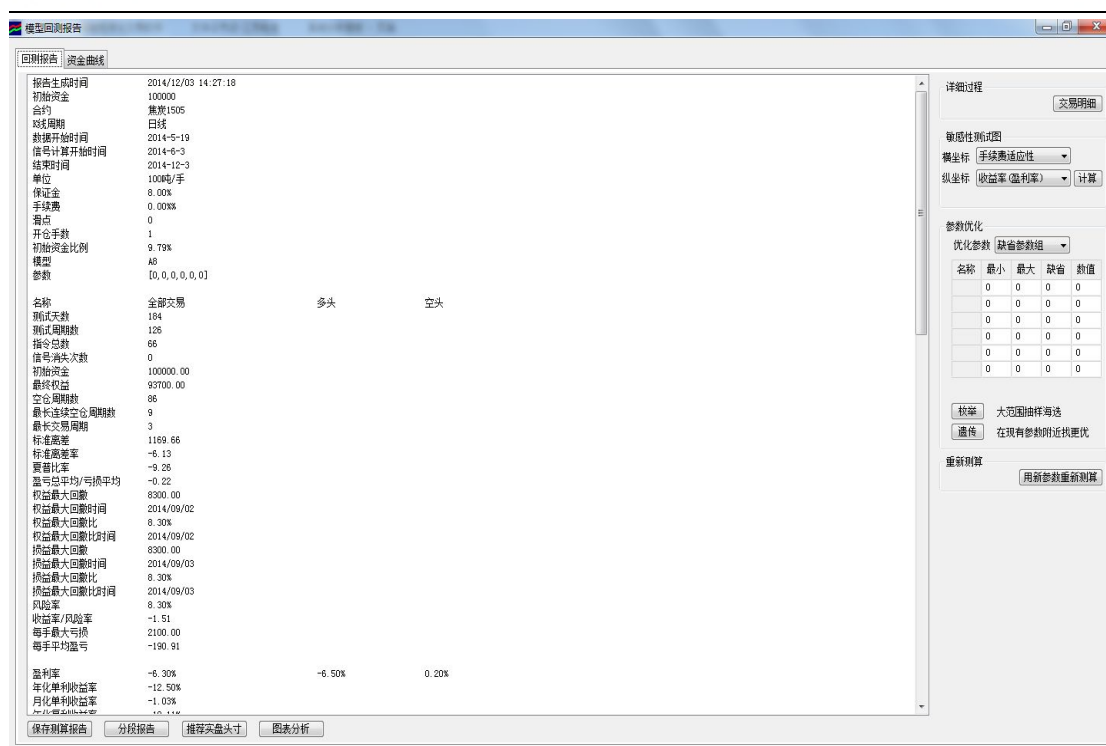 模型回测报告
回测报告 资金曲线
报告生成时间 2014/12/03 14:27:18
初始资金 100000
合约 焦炭1505
K线周期 日线
数据开始时间 2014-5-19
信号计算开始时间 2014-6-3
结束时间 2014-12-3
单位 100吨/手
保证金 8.00%
手续费 0.00%%
滑点 0
开仓手数 1
初始资金比例 9.79%
模型 A8
参数 [0,0,0,0,0,0]
名称 全部交易 多头 空头
测试天数 184
测试周期数 126
指令总数 66
信号消失次数 0
初始资金 100000.00
最终权益 93700.00
空仓周期数 86
最长连续空仓周期数 9
最长交易周期 3
标准离差 1169.66
标准离差率 -6.13
夏普比率 -9.26
盈亏总平均/亏损平均 -0.22
权益最大回撤 8300.00
权益最大回撤时间 2014/09/02
权益最大回撤比 8.30%
权益最大回撤比时间 2014/09/02
损益最大回撤 8300.00
损益最大回撤时间 2014/09/03
损益最大回撤比 8.30%
损益最大回撤比时间 2014/09/03
风险率 8.30%
收益率/风险率 -1.51
每手最大亏损 2100.00
每手平均盈亏 -190.91
盈利率 -6.30% -6.50% 0.20%
年化单利收益率 -12.50%
月化单利收益率 -1.03%
保存测算报告 分段报告 推荐实盘头寸 图表分析
详细过程
交易明细
敏感性测试图
横坐标 手续费适应性
纵坐标 收益率(盈利率) 计算
参数优化
优化参数 缺省参数组
名称 最小 最大 缺省 数值
0 0 0 0
0 0 0 0
0 0 0 0
0 0 0 0
0 0 0 0
0 0 0 0
枚举 大范围抽样海选
遗传 在现有参数附近找更优
重新测算
用新参数重新测算